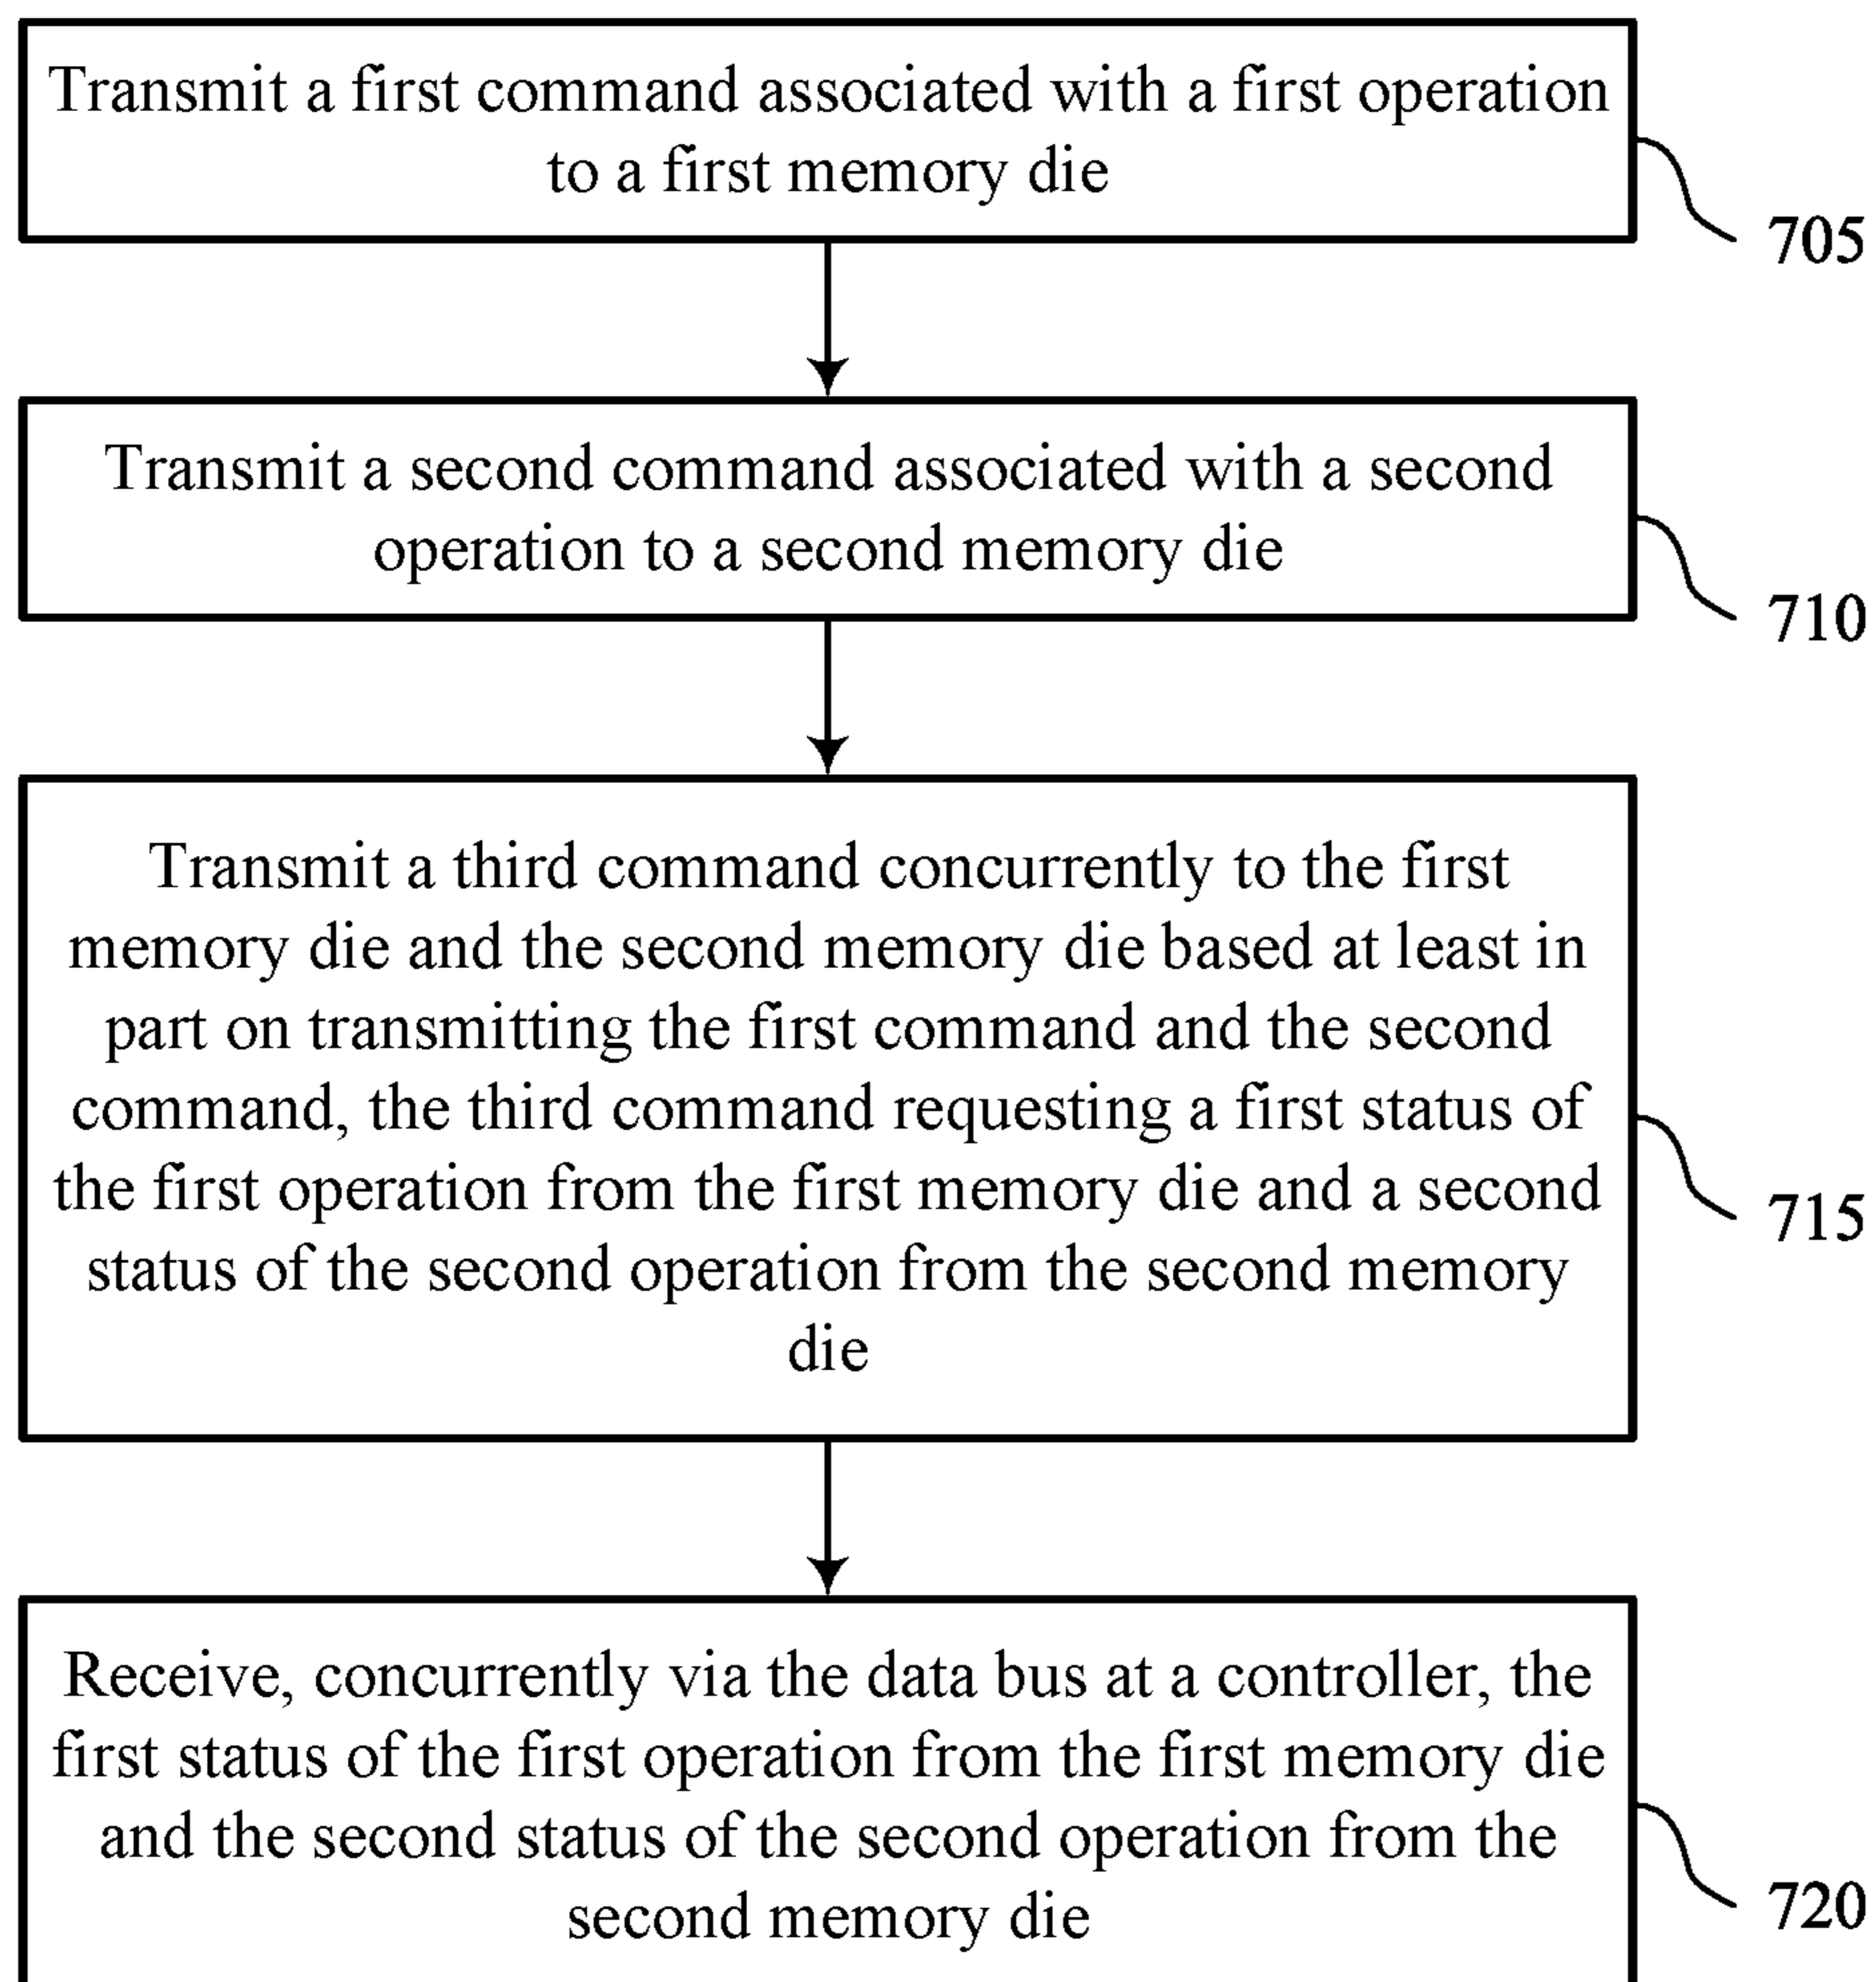 Transmit a first command associated with a first operation
to a first memory die
705
Transmit a second command associated with a second
operation to a second memory die
710
Transmit a third command concurrently to the first
memory die and the second memory die based at least in
part on transmitting the first command and the second
command, the third command requesting a first status of
the first operation from the first memory die and a second
status of the second operation from the second memory
die
715
Receive, concurrently via the data bus at a controller, the
first status of the first operation from the first memory die
and the second status of the second operation from the
second memory die
720